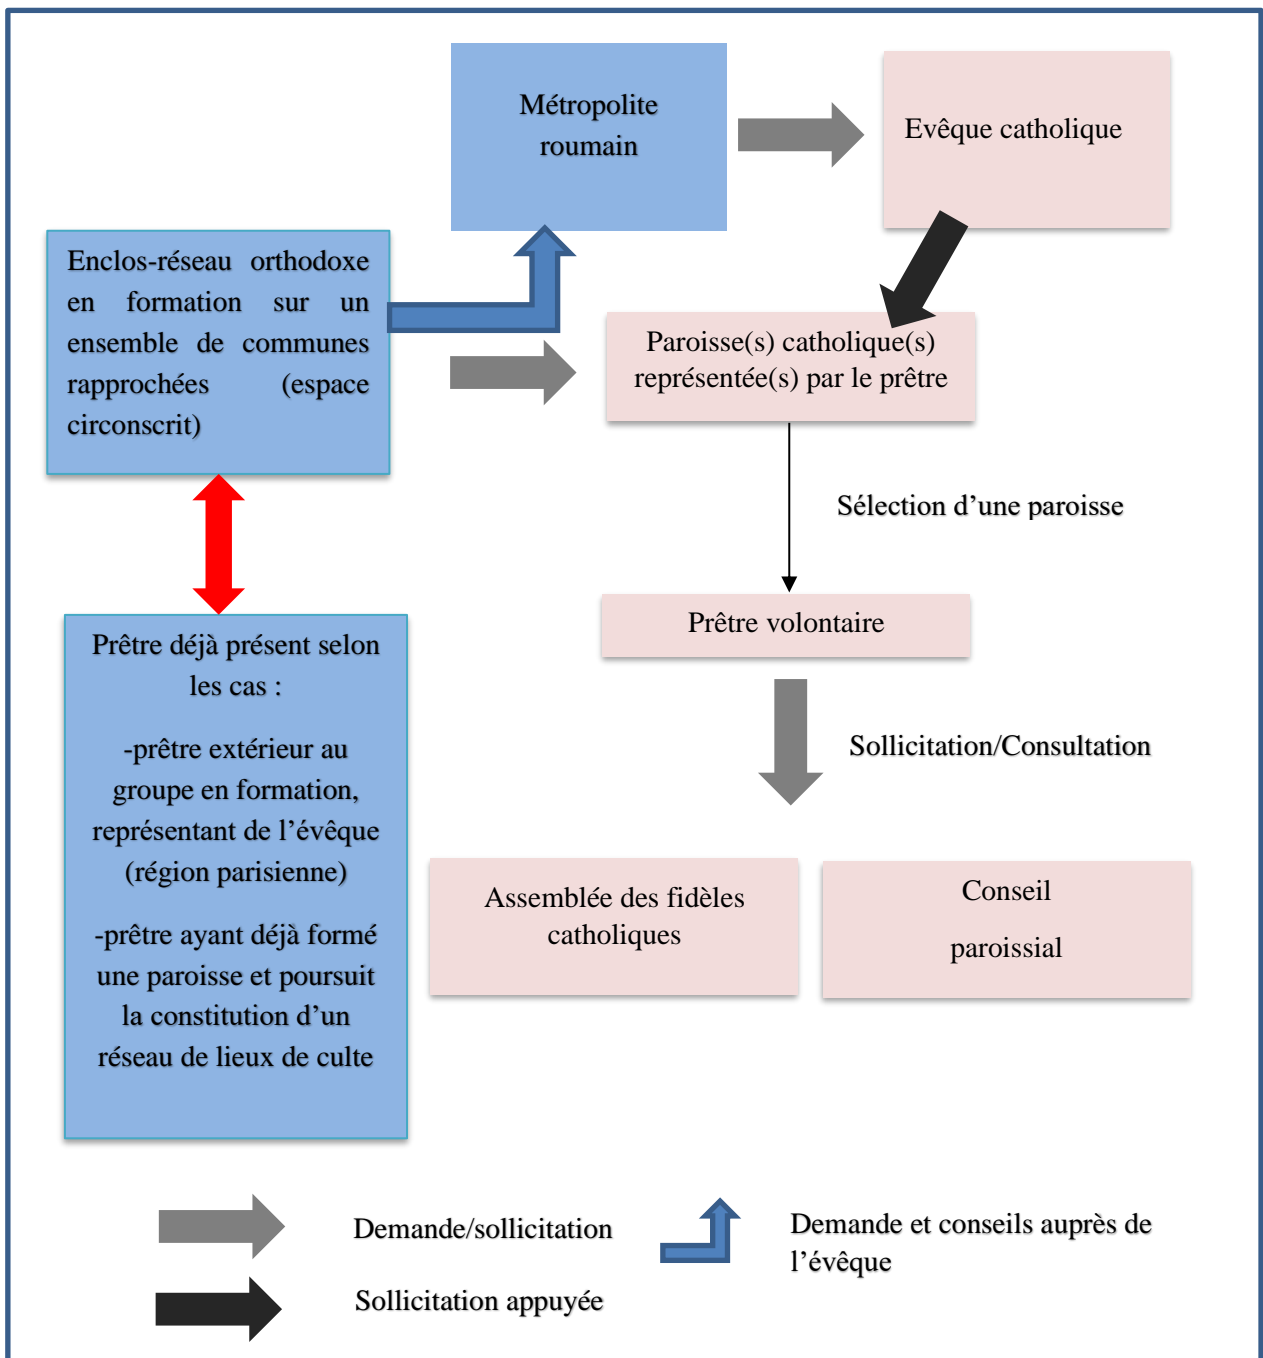 Métropolite
roumain
Evêque catholique
Enclos-réseau orthodoxe
en formation sur un
ensemble de communes
rapprochées (espace
circonscrit)
Paroisse(s) catholique(s)
représentée(s) par le prêtre
Sélection d’une paroisse
Prêtre volontaire
Sollicitation/Consultation
Prêtre déjà présent selon
les cas :
-prêtre extérieur au
groupe en formation,
représentant de l’évêque
(région parisienne)
-prêtre ayant déjà formé
une paroisse et poursuit
la constitution d’un
réseau de lieux de culte
Assemblée des fidèles
catholiques
Conseil
paroissial
Demande/sollicitation
Demande et conseils auprès de
l’évêque
Sollicitation appuyée